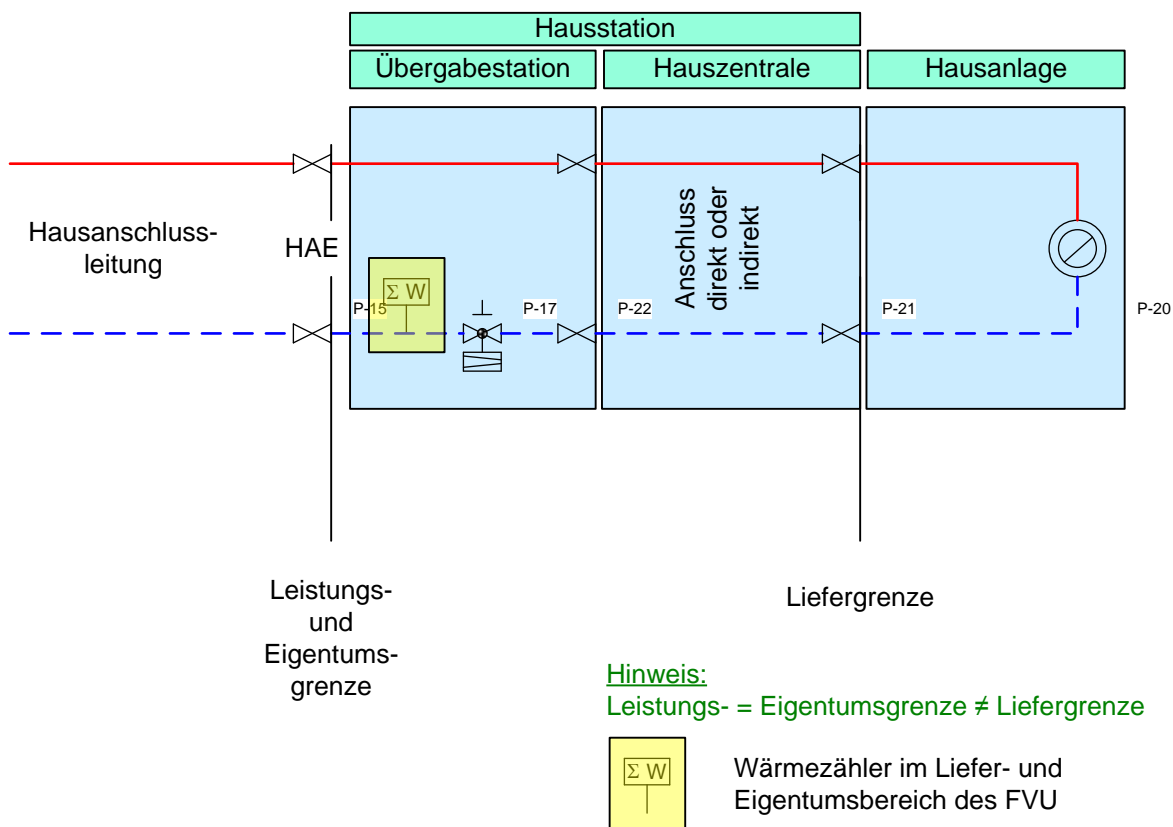 Hausstation
Übergabestation
Hauszentrale
Hausanlage
Hausanschluss-
leitung
HAE
Anschluss
direkt oder
indirekt
Σ W
P-15
P-17
P-22
P-21
P-20
Leistungs-
und
Eigentums-
grenze
Liefergrenze
Hinweis:
Leistungs- = Eigentumsgrenze ≠ Liefergrenze
Σ W
Wärmezähler im Liefer- und
Eigentumsbereich des FVU